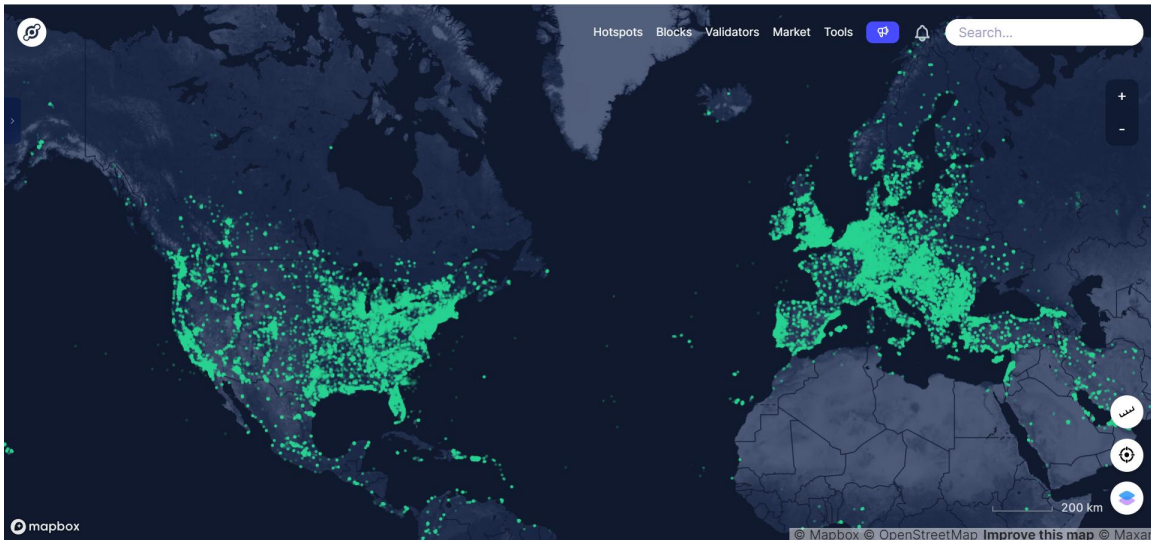 Hotspots Blocks Validators Market Tools Search...
+
-
200 km
mapbox
© Mapbox © OpenStreetMap Improve this map © Maxar